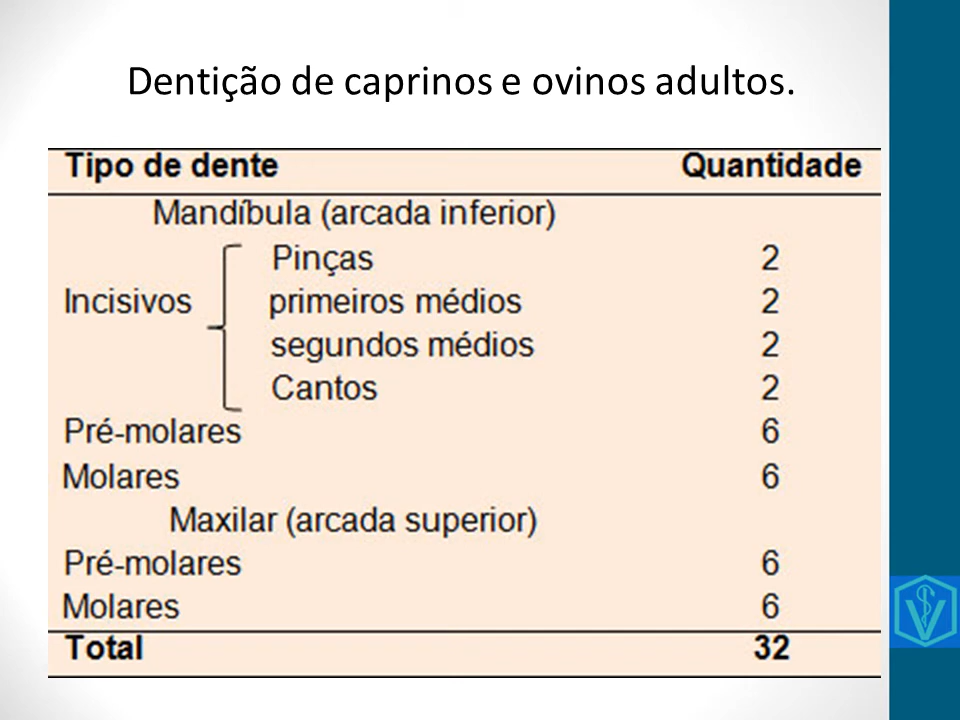 Dentição de caprinos e ovinos adultos.
Tipo de dente Quantidade
Mandíbula (arcada inferior)
Pinças 2
Incisivos primeiros médios 2
segundos médios 2
Cantos 2
Pré-molares 6
Molares 6
Maxilar (arcada superior)
Pré-molares 6
Molares 6
Total 32
V